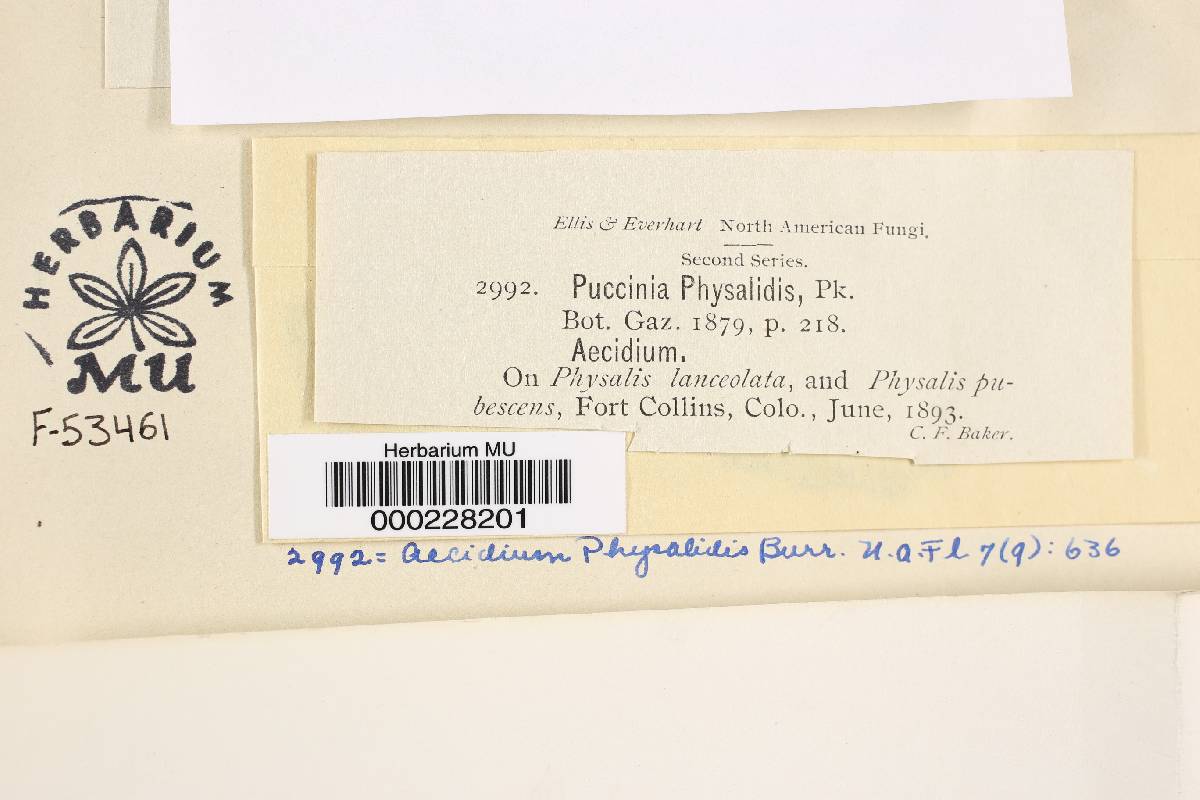 Ellis & Everhart North American Fungi.
Second Series.
2992. Puccinia Physalidis, Pk.
Bot. Gaz. 1879, p. 218.
Aecidium.
On Physalis lanceolata, and Physalis pu-
bescens, Fort Collins, Colo., June, 1893.
C. F. Baker.
HERBARIUM
MU
F-53461
Herbarium MU
000228201
2992 = Aecidium Physalidis Burr. N.A.Fl 7(9): 636